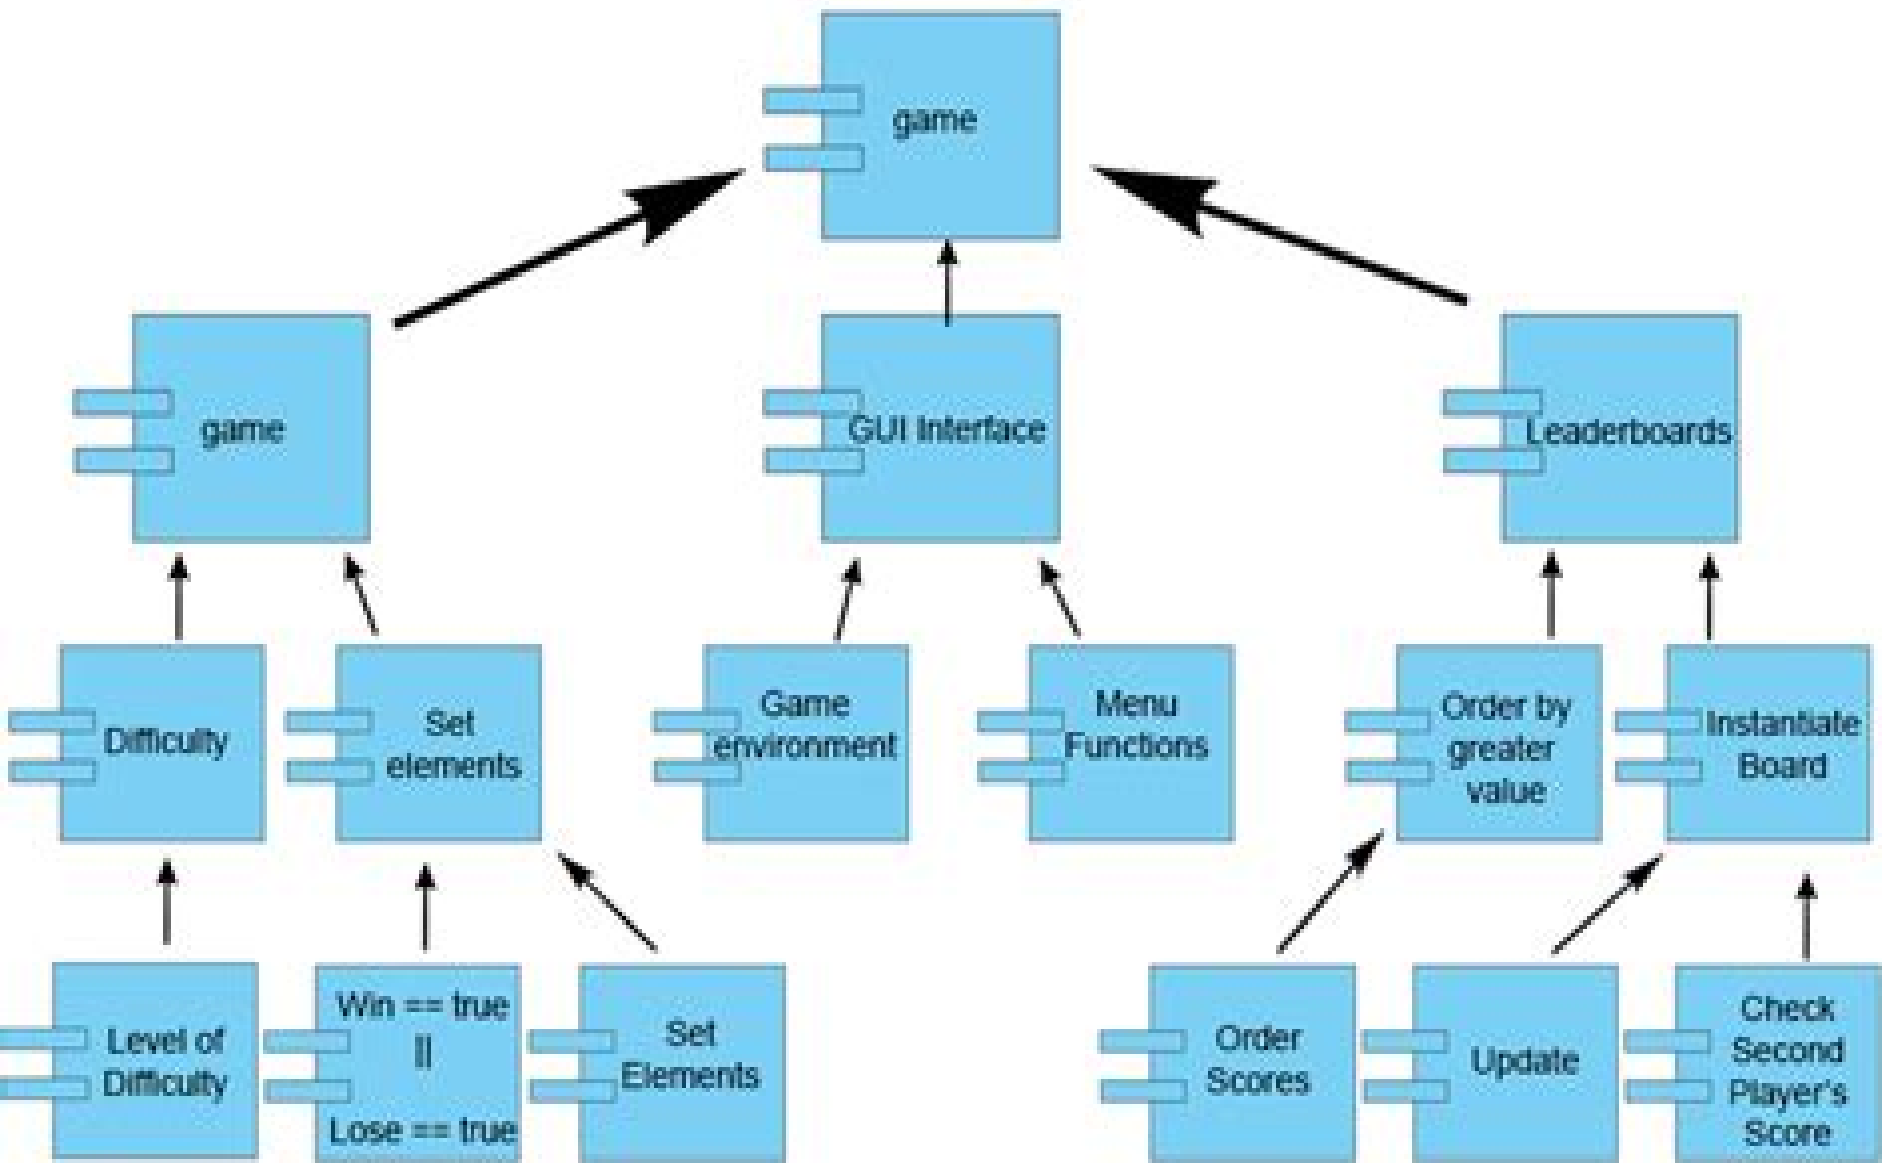 game
game
GUI Interface
Leaderboards
Difficulty
Set
elements
Game
environment
Menu
Functions
Order by
greater
value
Instantiate
Board
Level of
Difficulty
Win == true
||
Lose == true
Set
Elements
Order
Scores
Update
Check
Second
Player's
Score